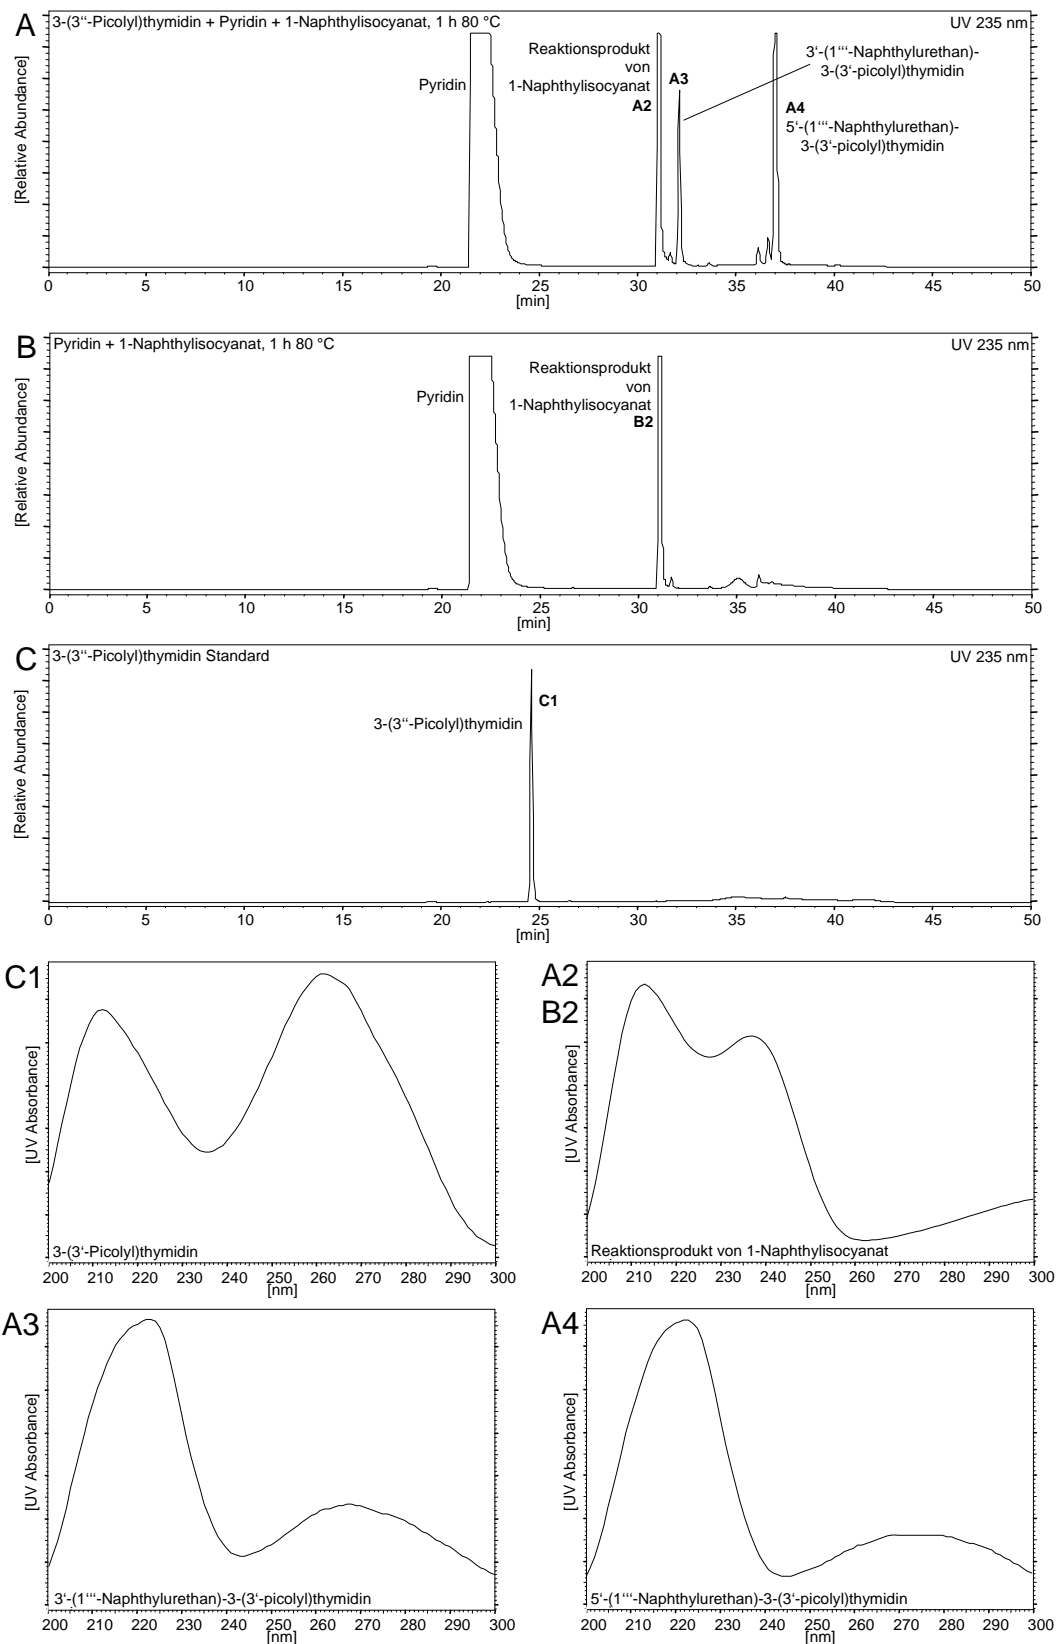 A
3-(3''-Picolyl)thymidin + Pyridin + 1-Naphthylisocyanat, 1 h 80 °C
UV 235 nm
[Relative Abundance]
Pyridin
Reaktionsprodukt
von
1-Naphthylisocyanat
A2
A3
3‘-(1‘‘‘-Naphthylurethan)-
3-(3‘-picolyl)thymidin
A4
5‘-(1‘‘‘-Naphthylurethan)-
3-(3‘-picolyl)thymidin
0 5 10 15 20 25 30 35 40 45 50
[min]
B
Pyridin + 1-Naphthylisocyanat, 1 h 80 °C
UV 235 nm
[Relative Abundance]
Pyridin
Reaktionsprodukt
von
1-Naphthylisocyanat
B2
0 5 10 15 20 25 30 35 40 45 50
[min]
C
3-(3‘‘-Picolyl)thymidin Standard
UV 235 nm
[Relative Abundance]
3-(3‘‘-Picolyl)thymidin
C1
0 5 10 15 20 25 30 35 40 45 50
[min]
C1
[UV Absorbance]
3-(3‘-Picolyl)thymidin
200 210 220 230 240 250 260 270 280 290 300
[nm]
A2
B2
[UV Absorbance]
Reaktionsprodukt von 1-Naphthylisocyanat
200 210 220 230 240 250 260 270 280 290 300
[nm]
A3
[UV Absorbance]
3‘-(1‘‘‘-Naphthylurethan)-3-(3‘-picolyl)thymidin
200 210 220 230 240 250 260 270 280 290 300
[nm]
A4
[UV Absorbance]
5‘-(1‘‘‘-Naphthylurethan)-3-(3‘-picolyl)thymidin
200 210 220 230 240 250 260 270 280 290 300
[nm]